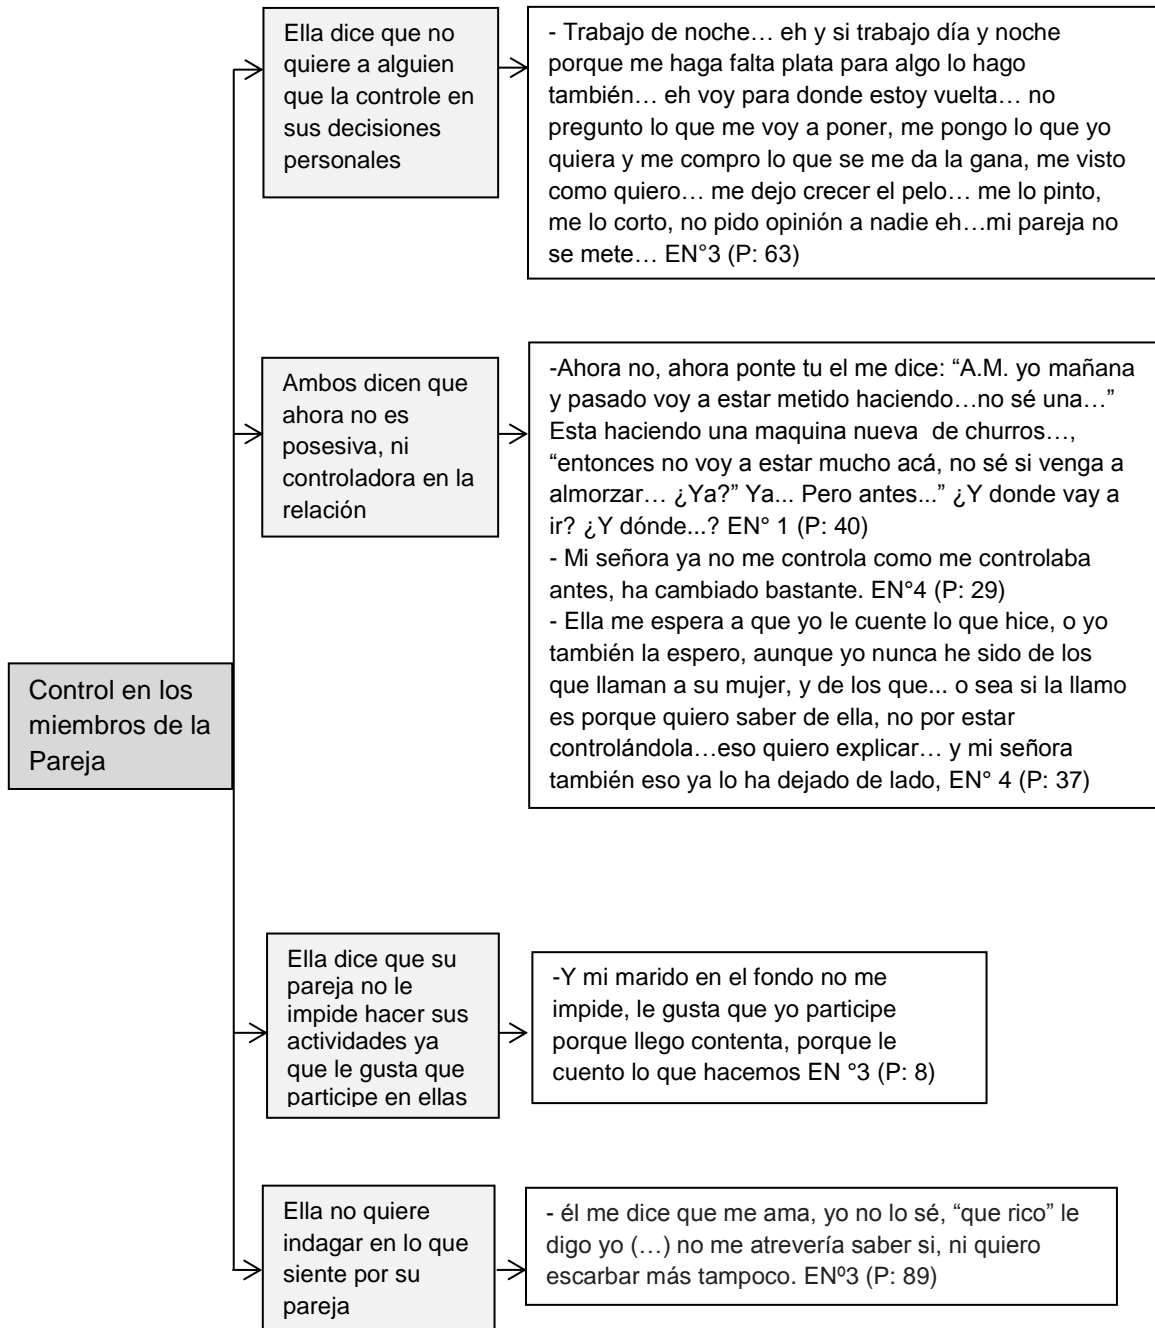 Ella dice que no
quiere a alguien
que la controle en
sus decisiones
personales
- Trabajo de noche… eh y si trabajo día y noche
porque me haga falta plata para algo lo hago
también… eh voy para donde estoy vuelta… no
pregunto lo que me voy a poner, me pongo lo que yo
quiera y me compro lo que se me da la gana, me visto
como quiero… me dejo crecer el pelo… me lo pinto,
me lo corto, no pido opinión a nadie eh…mi pareja no
se mete… EN°3 (P: 63)
Ambos dicen que
ahora no es
posesiva, ni
controladora en la
relación
-Ahora no, ahora ponte tu el me dice: “A.M. yo mañana
y pasado voy a estar metido haciendo…no sé una…”
Esta haciendo una maquina nueva de churros…,
“entonces no voy a estar mucho acá, no sé si venga a
almorzar… ¿Ya?” Ya... Pero antes...” ¿Y donde vay a
ir? ¿Y dónde...? EN° 1 (P: 40)
- Mi señora ya no me controla como me controlaba
antes, ha cambiado bastante. EN°4 (P: 29)
- Ella me espera a que yo le cuente lo que hice, o yo
también la espero, aunque yo nunca he sido de los
que llaman a su mujer, y de los que... o sea si la llamo
es porque quiero saber de ella, no por estar
controlándola…eso quiero explicar… y mi señora
también eso ya lo ha dejado de lado, EN° 4 (P: 37)
Control en los
miembros de la
Pareja
Ella dice que su
pareja no le
impide hacer sus
actividades ya
que le gusta que
participe en ellas
-Y mi marido en el fondo no me
impide, le gusta que yo participe
porque llego contenta, porque le
cuento lo que hacemos EN °3 (P: 8)
Ella no quiere
indagar en lo que
siente por su
pareja
- él me dice que me ama, yo no lo sé, “que rico” le
digo yo (…) no me atrevería saber si, ni quiero
escarbar más tampoco. ENº3 (P: 89)